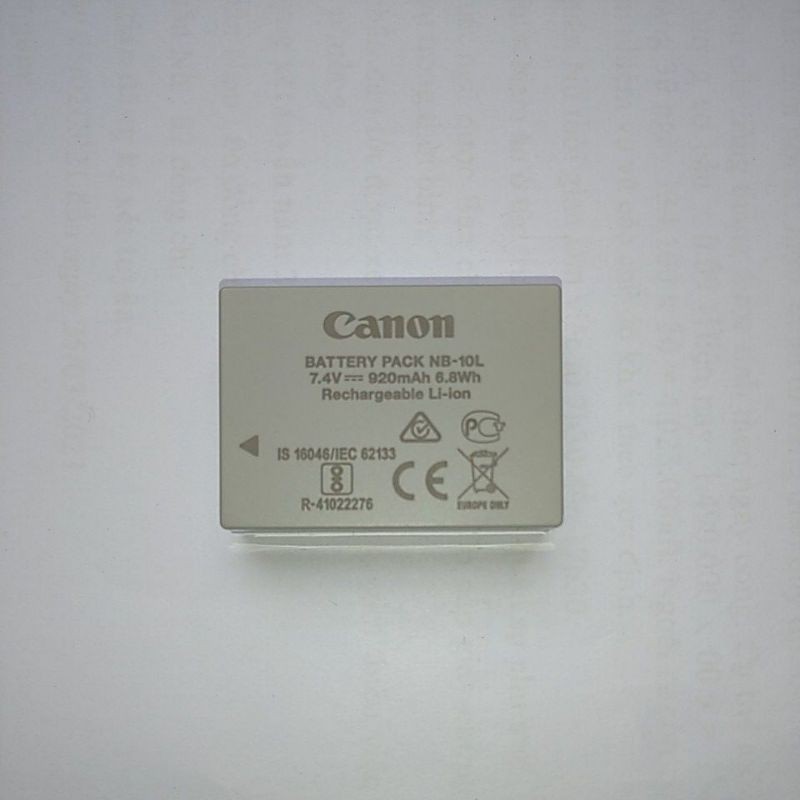 Canon
BATTERY PACK NB-10L
7.4V⎓ 920mAh 6.8Wh
Rechargeable Li-ion
PC
IS 16046/IEC 62133
CE
R-41022276
EUROPE ONLY